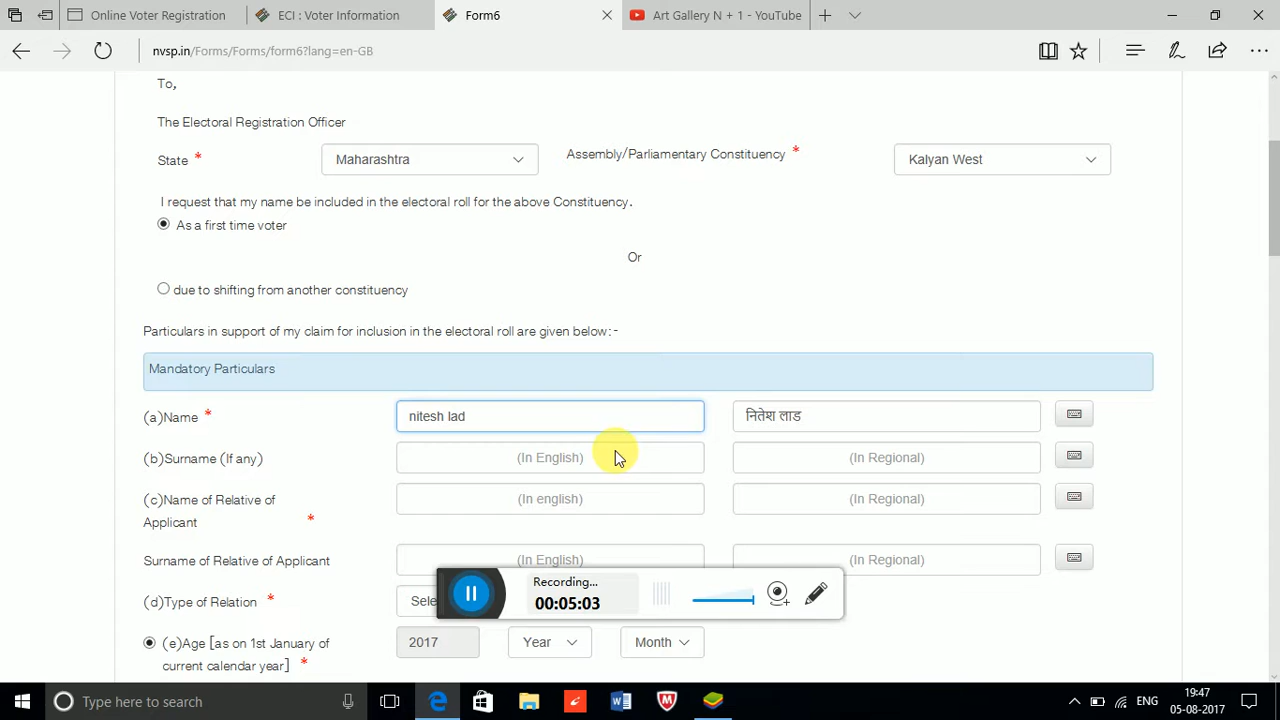 Online Voter Registration
ECI : Voter Information
Form6
Art Gallery N + 1 - YouTube
nvsp.in/Forms/Forms/form6?lang=en-GB
To,
The Electoral Registration Officer
State *
Maharashtra
Assembly/Parliamentary Constituency *
Kalyan West
I request that my name be included in the electoral roll for the above Constituency.
As a first time voter
Or
due to shifting from another constituency
Particulars in support of my claim for inclusion in the electoral roll are given below:-
Mandatory Particulars
(a)Name *
nitesh lad
नितेश लाड
(b)Surname (If any)
(In English)
(In Regional)
(c)Name of Relative of
Applicant *
(In english)
(In Regional)
Surname of Relative of Applicant
(In English)
(In Regional)
(d)Type of Relation *
Sele
Recording...
00:05:03
(e)Age [as on 1st January of
current calendar year] *
2017
Year
Month
Type here to search
ENG
19:47
05-08-2017